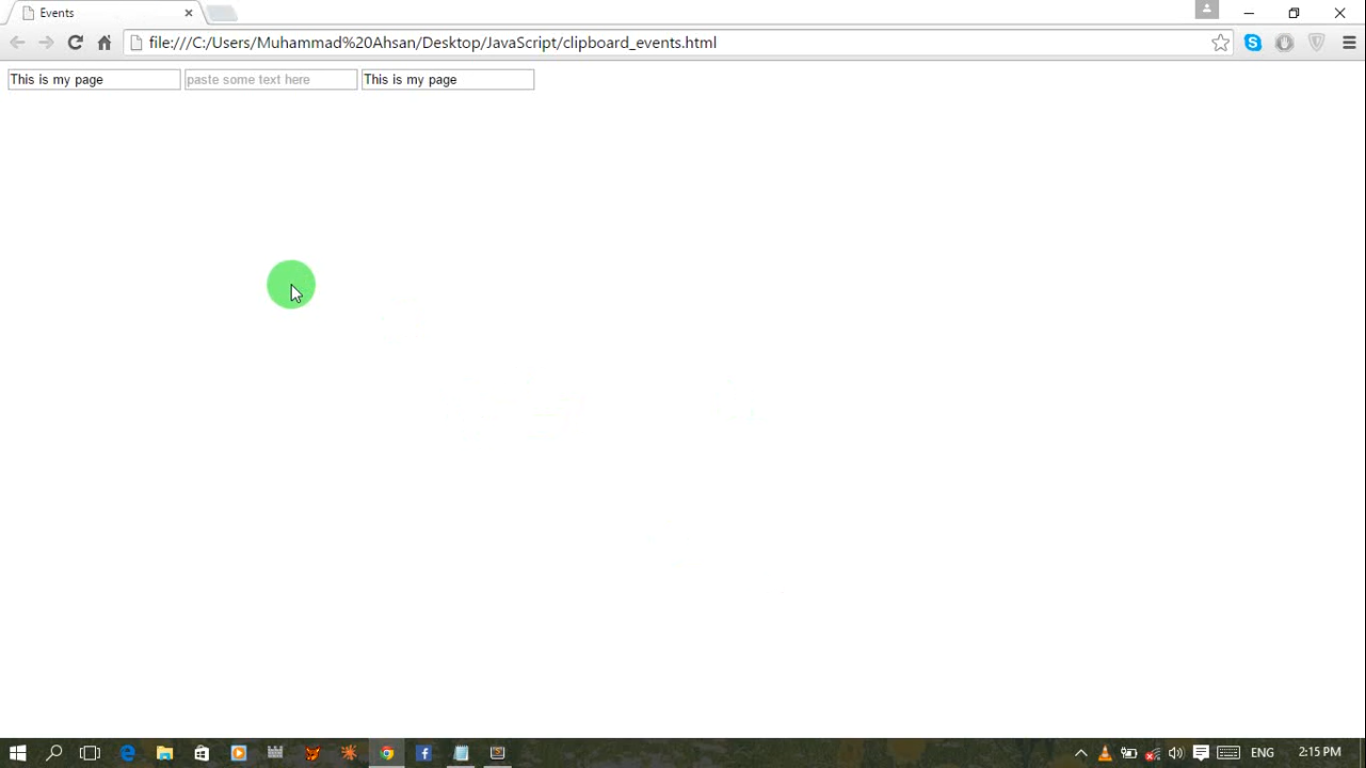 Events
file:///C:/Users/Muhammad%20Ahsan/Desktop/JavaScript/clipboard_events.html
This is my page paste some text here This is my page
ENG 2:15 PM